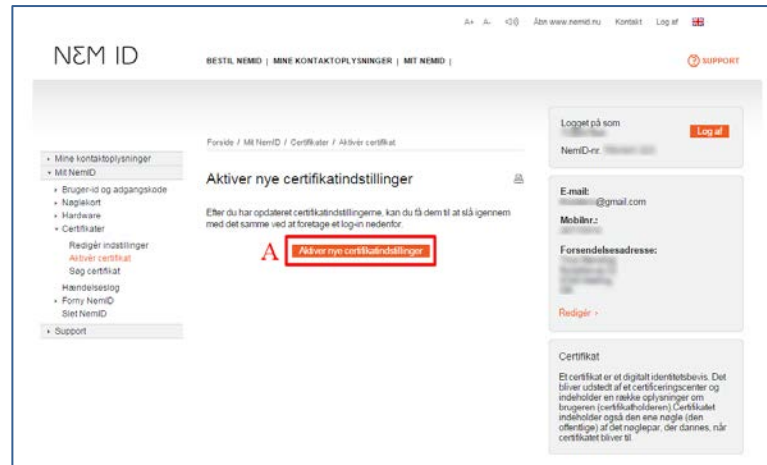 A+ A- Åbn www.nemid.nu Kontakt Log af
NEM ID
BESTIL NEMID | MINE KONTAKTOPLYSNINGER | MIT NEMID |
? SUPPORT
Forside / Mit NemID / Certifikater / Aktivér certifikat
Mine kontaktoplysninger
Mit NemID
Bruger-id og adgangskode
Nøglekort
Hardware
Certifikater
Redigér indstillinger
Aktivér certifikat
Søg certifikat
Hændelseslog
Forny NemID
Slet NemID
Support
Aktiver nye certifikatindstillinger
Efter du har opdateret certifikatindstillingerne, kan du få dem til at slå igennem
med det samme ved at foretage et log-in nedenfor.
A
Aktiver nye certifikatindstillinger
Logget på som
Log af
NemID-nr.
E-mail:
@gmail.com
Mobilnr.:
Forsendelsesadresse:
Redigér ›
Certifikat
Et certifikat er et digitalt identitetsbevis. Det
bliver udstedt af et certificeringscenter og
indeholder en række oplysninger om
brugeren (certifikatholderen).Certifikatet
indeholder også den ene nøgle (den
offentlige) af det nøglepar, der dannes, når
certifikatet bliver til.